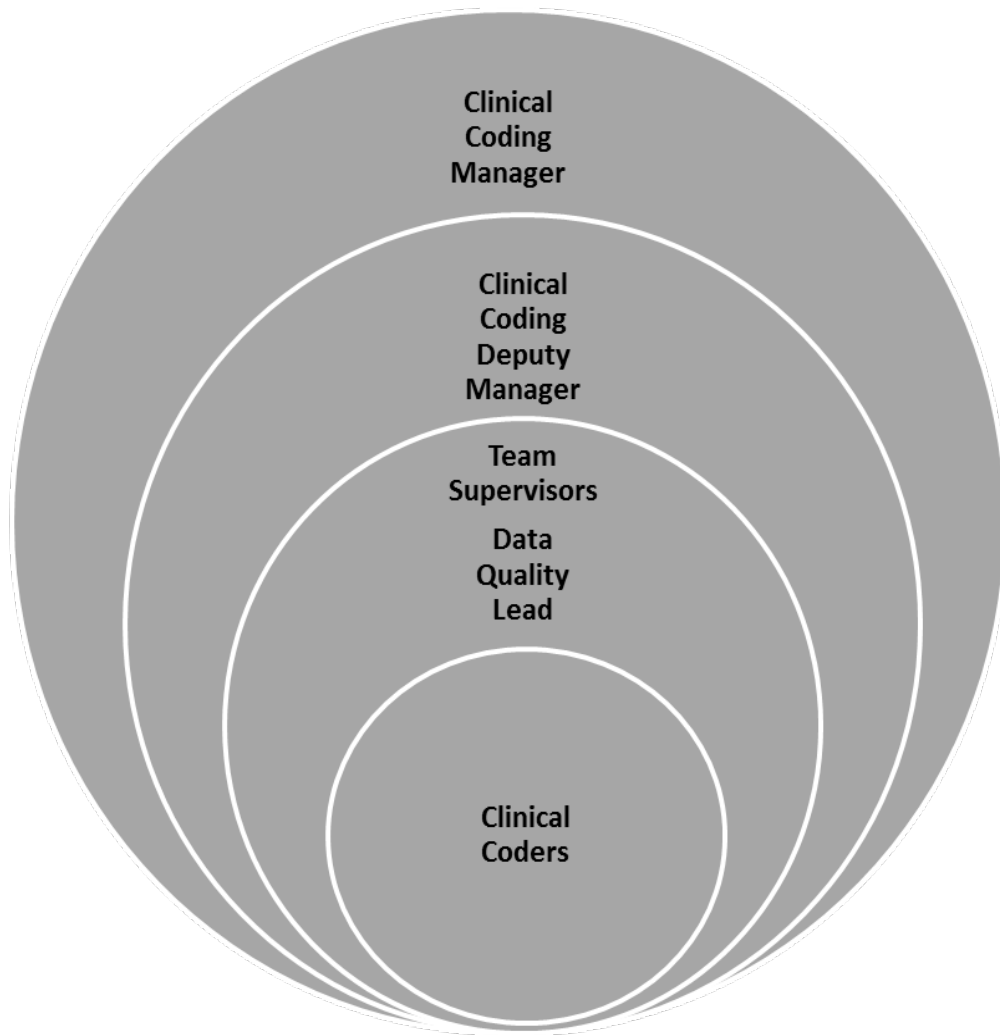 Clinical
Coding
Manager
Clinical
Coding
Deputy
Manager
Team
Supervisors
Data
Quality
Lead
Clinical
Coders